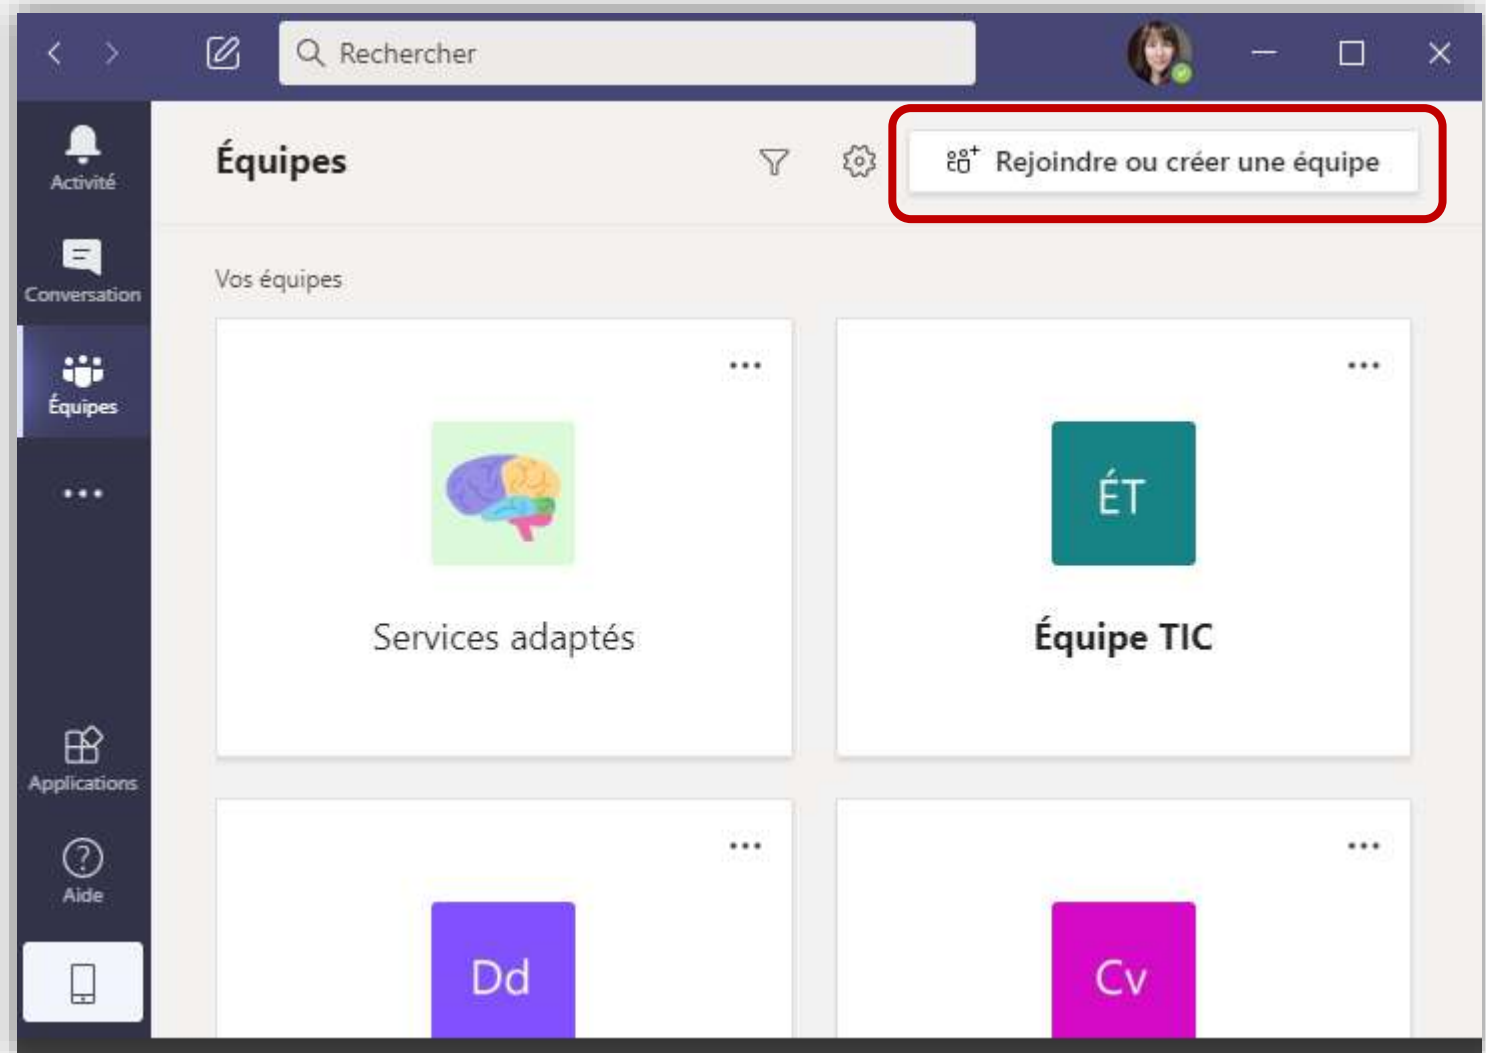 Rechercher
Activité
Conversation
Équipes
Applications
Aide
Équipes
Rejoindre ou créer une équipe
Vos équipes
Services adaptés
ÉT
Équipe TIC
Dd
Cv